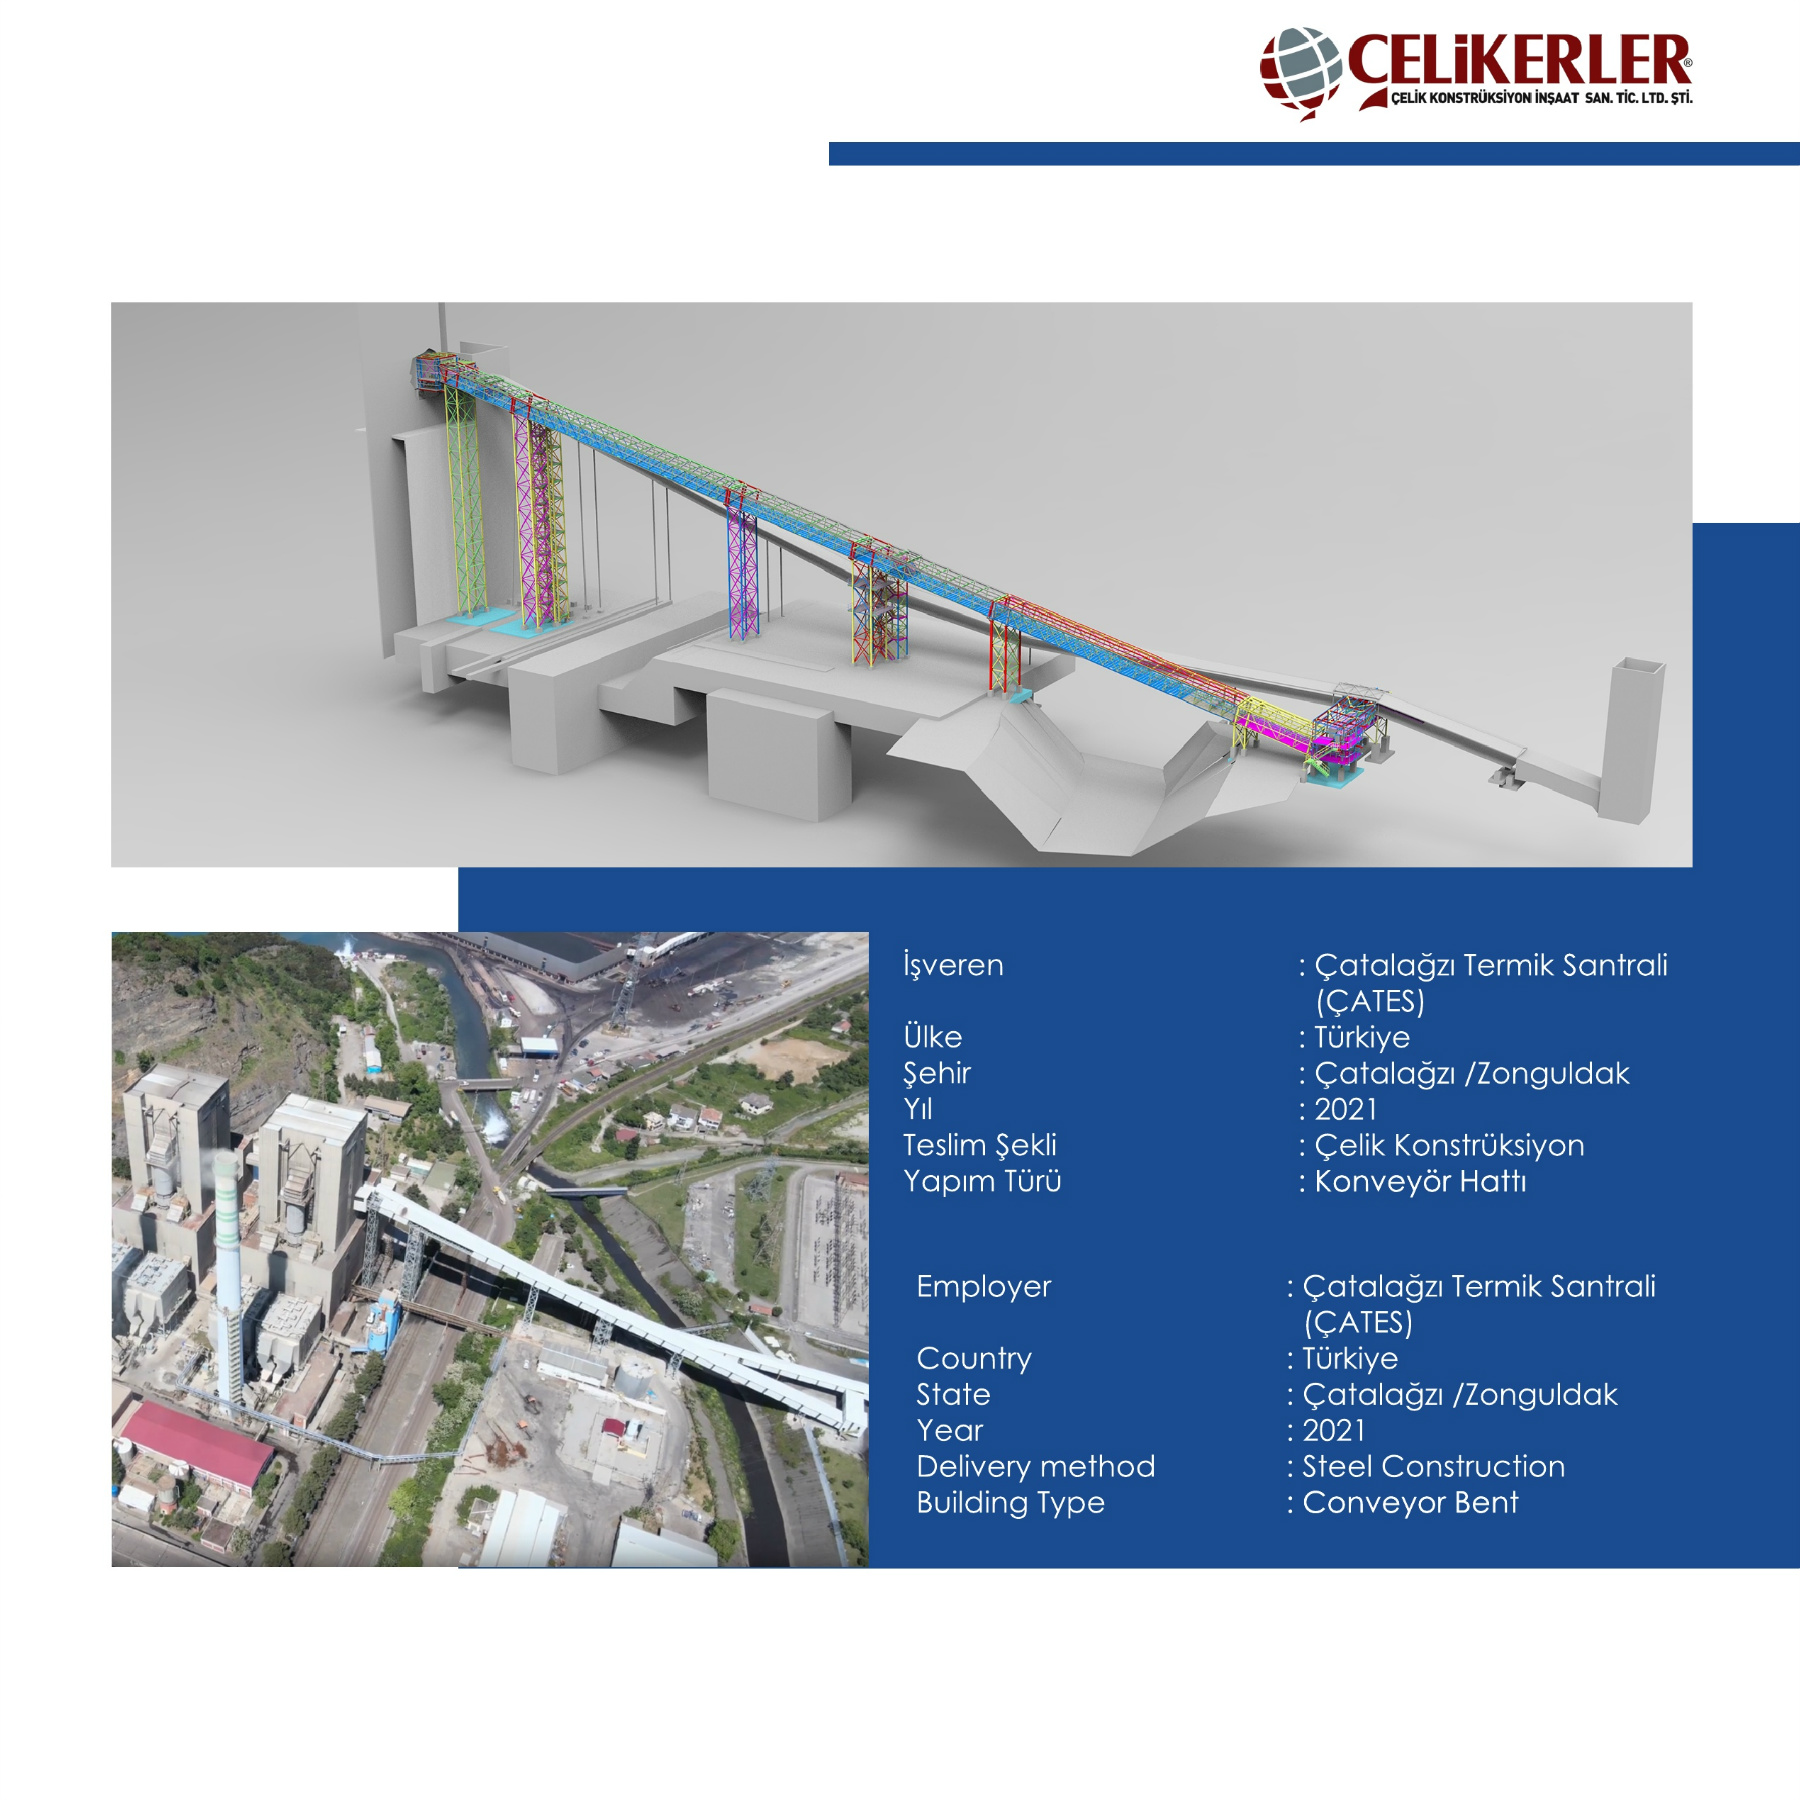 ÇELİKERLER®
ÇELİK KONSTRÜKSİYON İNŞAAT SAN. TİC. LTD. ŞTİ.
İşveren : Çatalağzı Termik Santrali
(ÇATES)
Ülke : Türkiye
Şehir : Çatalağzı /Zonguldak
Yıl : 2021
Teslim Şekli : Çelik Konstrüksiyon
Yapım Türü : Konveyör Hattı
Employer : Çatalağzı Termik Santrali
(ÇATES)
Country : Türkiye
State : Çatalağzı /Zonguldak
Year : 2021
Delivery method : Steel Construction
Building Type : Conveyor Bent